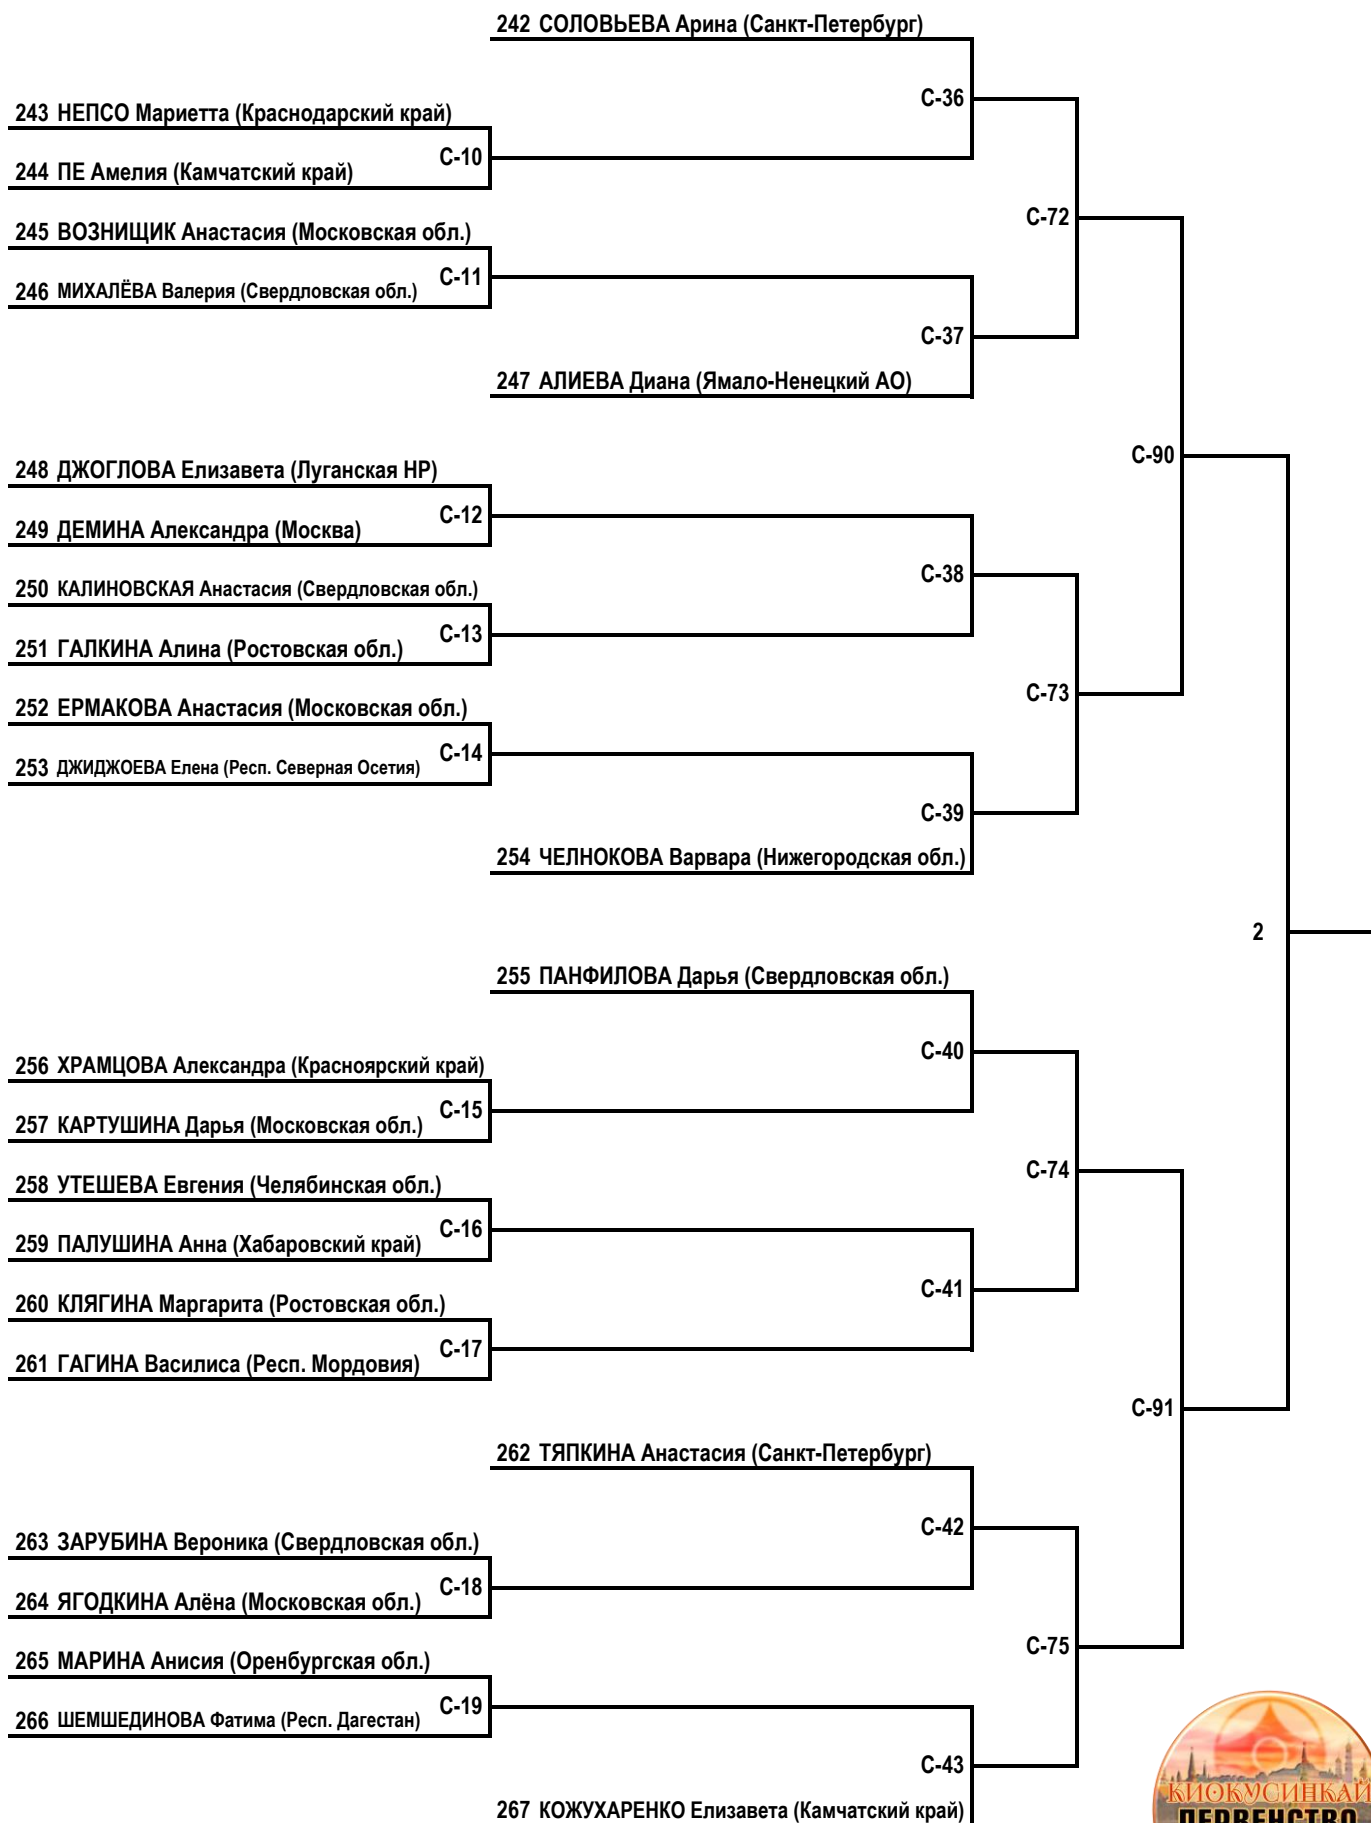 242 СОЛОВЬЕВА Арина (Санкт-Петербург)
С-36
243 НЕПСО Мариетта (Краснодарский край)
С-10
244 ПЕ Амелия (Камчатский край)
С-72
245 ВОЗНИЩИК Анастасия (Московская обл.)
С-11
246 МИХАЛЁВА Валерия (Свердловская обл.)
С-37
247 АЛИЕВА Диана (Ямало-Ненецкий АО)
С-90
248 ДЖОГЛОВА Елизавета (Луганская НР)
С-12
249 ДЕМИНА Александра (Москва)
С-38
250 КАЛИНОВСКАЯ Анастасия (Свердловская обл.)
С-13
251 ГАЛКИНА Алина (Ростовская обл.)
С-73
252 ЕРМАКОВА Анастасия (Московская обл.)
С-14
253 ДЖИДЖОЕВА Елена (Респ. Северная Осетия)
С-39
254 ЧЕЛНОКОВА Варвара (Нижегородская обл.)
2
255 ПАНФИЛОВА Дарья (Свердловская обл.)
С-40
256 ХРАМЦОВА Александра (Красноярский край)
С-15
257 КАРТУШИНА Дарья (Московская обл.)
С-74
258 УТЕШЕВА Евгения (Челябинская обл.)
С-16
259 ПАЛУШИНА Анна (Хабаровский край)
С-41
260 КЛЯГИНА Маргарита (Ростовская обл.)
С-17
261 ГАГИНА Василиса (Респ. Мордовия)
С-91
262 ТЯПКИНА Анастасия (Санкт-Петербург)
С-42
263 ЗАРУБИНА Вероника (Свердловская обл.)
С-18
264 ЯГОДКИНА Алёна (Московская обл.)
С-75
265 МАРИНА Анисия (Оренбургская обл.)
С-19
266 ШЕМШЕДИНОВА Фатима (Респ. Дагестан)
С-43
267 КОЖУХАРЕНКО Елизавета (Камчатский край)
КИОКУСИНКАЙ
ПЕРВЕНСТВО